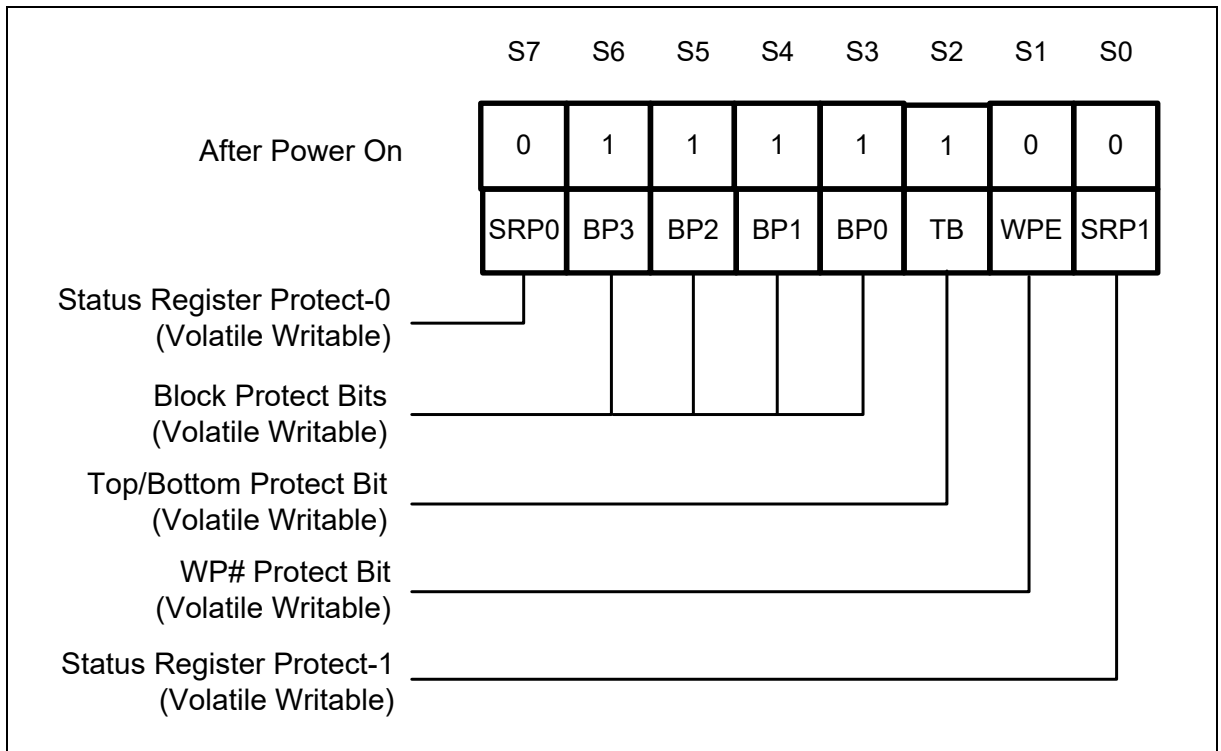 S7 S6 S5 S4 S3 S2 S1 S0
After Power On 0 1 1 1 1 1 0 0
SRP0 BP3 BP2 BP1 BP0 TB WPE SRP1
Status Register Protect-0
(Volatile Writable)
Block Protect Bits
(Volatile Writable)
Top/Bottom Protect Bit
(Volatile Writable)
WP# Protect Bit
(Volatile Writable)
Status Register Protect-1
(Volatile Writable)